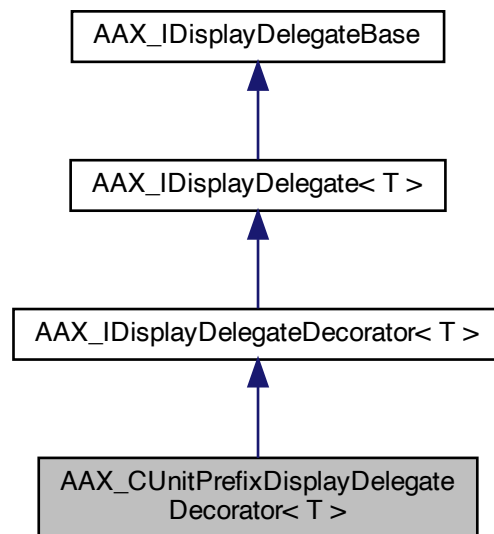 AAX_IDisplayDelegateBase
AAX_IDisplayDelegate< T >
AAX_IDisplayDelegateDecorator< T >
AAX_CUnitPrefixDisplayDelegate
Decorator< T >